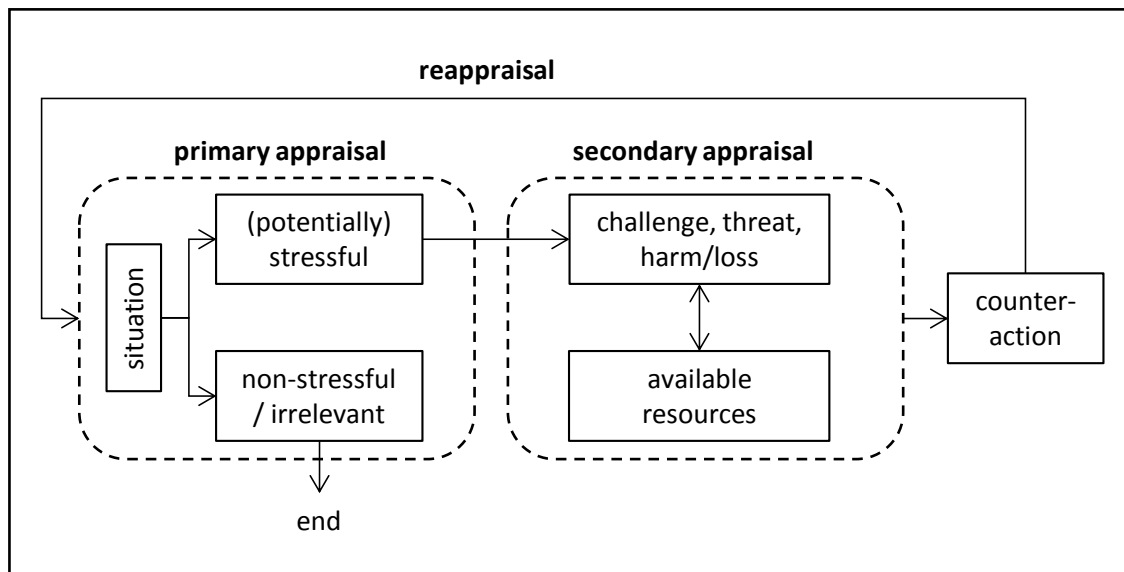 reappraisal
primary appraisal
secondary appraisal
situation
(potentially)
stressful
non-stressful
/ irrelevant
end
challenge, threat,
harm/loss
available
resources
counter-
action